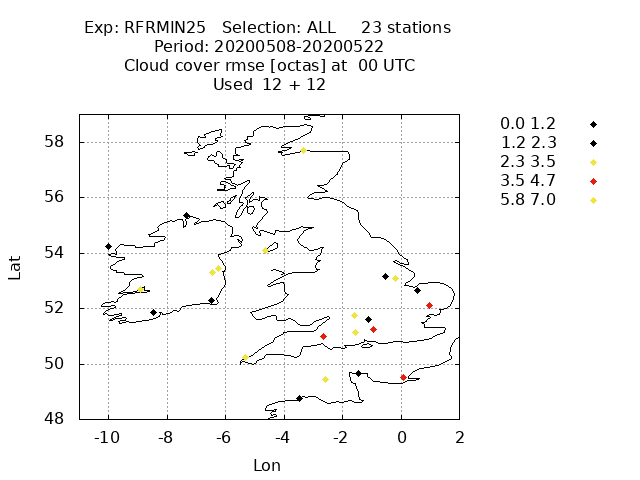 Exp: RFRMIN25 Selection: ALL 23 stations
Period: 20200508-20200522
Cloud cover rmse [octas] at 00 UTC
Used 12 + 12
0.0 1.2
1.2 2.3
2.3 3.5
3.5 4.7
5.8 7.0
58
56
54
52
50
48
Lat
-10 -8 -6 -4 -2 0 2
Lon